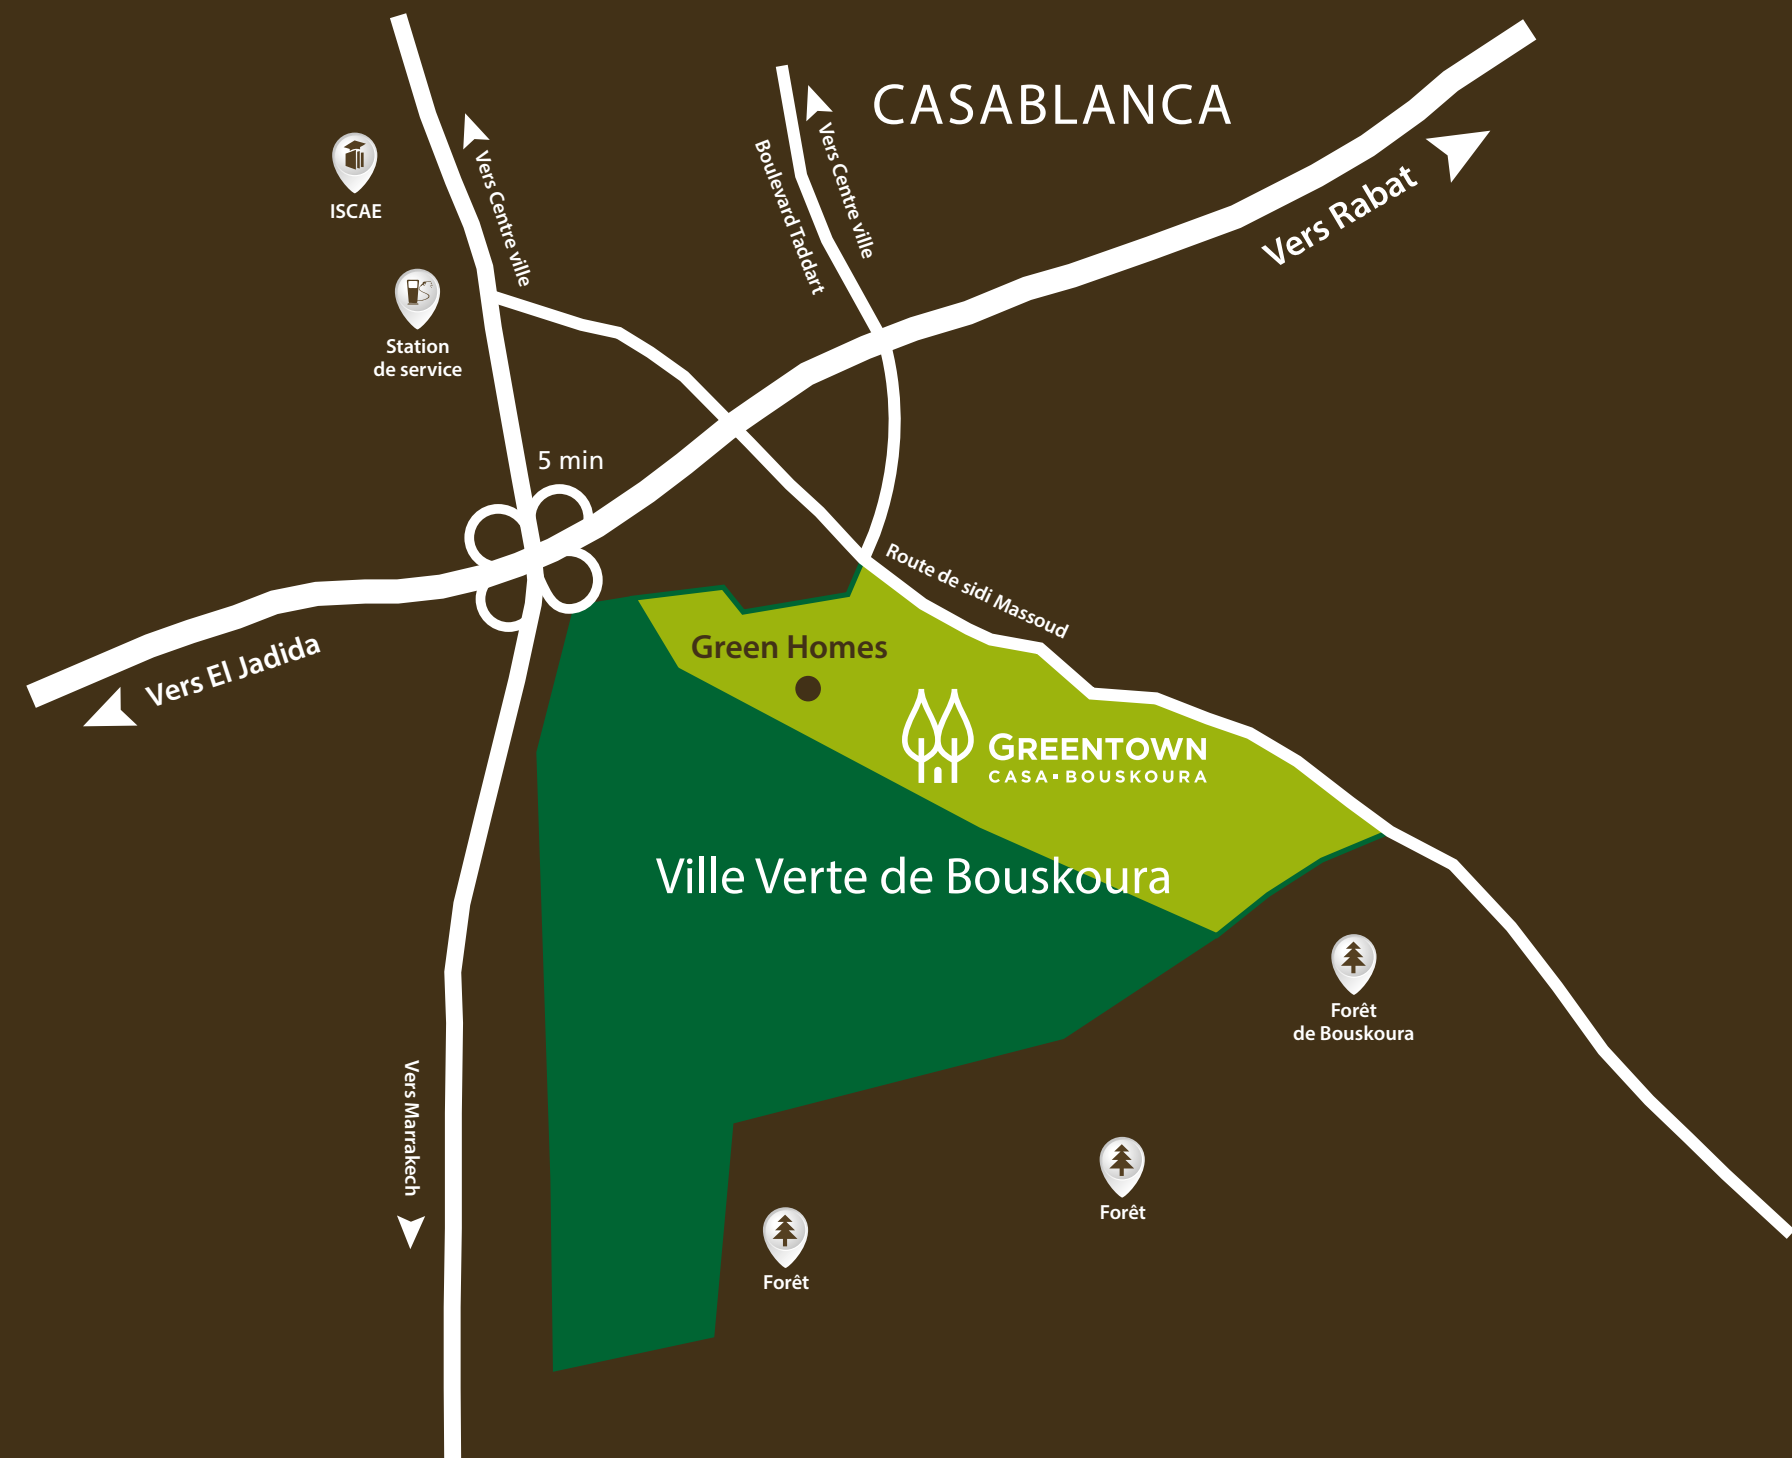 CASABLANCA
Vers Centre ville
Boulevard Taddart
Vers Centre ville
ISCAE
Vers Rabat
Station
de service
5 min
Route de sidi Massoud
Vers El Jadida
Green Homes
GREENTOWN
CASA▪BOUSKOURA
Ville Verte de Bouskoura
Forêt
de Bouskoura
Vers Marrakech
Forêt
Forêt